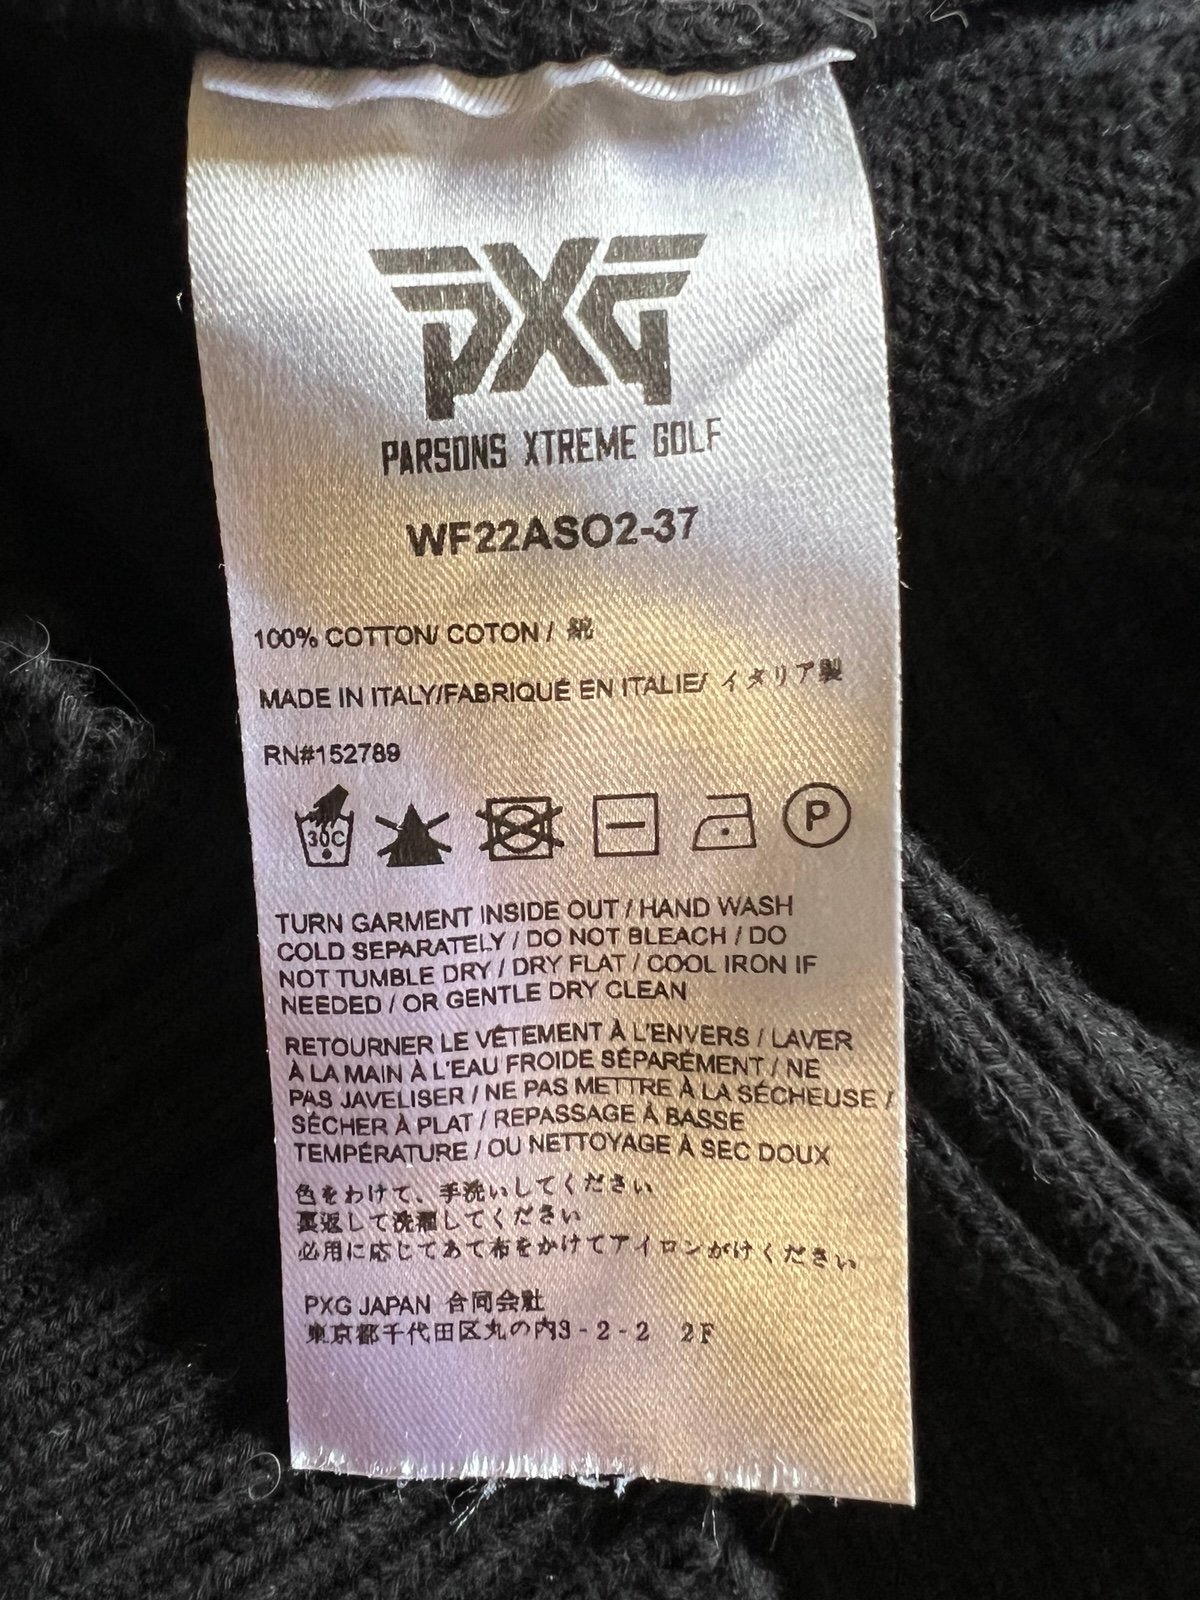 PXG
PARSONS XTREME GOLF
WF22ASO2-37
100% COTTON/ COTON / 綿
MADE IN ITALY/FABRIQUÉ EN ITALIE/ イタリア製
RN#152789
30C
P
TURN GARMENT INSIDE OUT / HAND WASH
COLD SEPARATELY / DO NOT BLEACH / DO
NOT TUMBLE DRY / DRY FLAT / COOL IRON IF
NEEDED / OR GENTLE DRY CLEAN
RETOURNER LE VÊTEMENT À L'ENVERS / LAVER
À LA MAIN À L'EAU FROIDE SÉPARÉMENT / NE
PAS JAVELISER / NE PAS METTRE À LA SÉCHEUSE /
SÉCHER À PLAT / REPASSAGE À BASSE
TEMPÉRATURE / OU NETTOYAGE À SEC DOUX
色をわけて、手洗いしてください
裏返して洗濯してください
必用に応じてあて布をかけてアイロンがけください
PXG JAPAN 合同会社
東京都千代田区丸の内3-2-2 2F